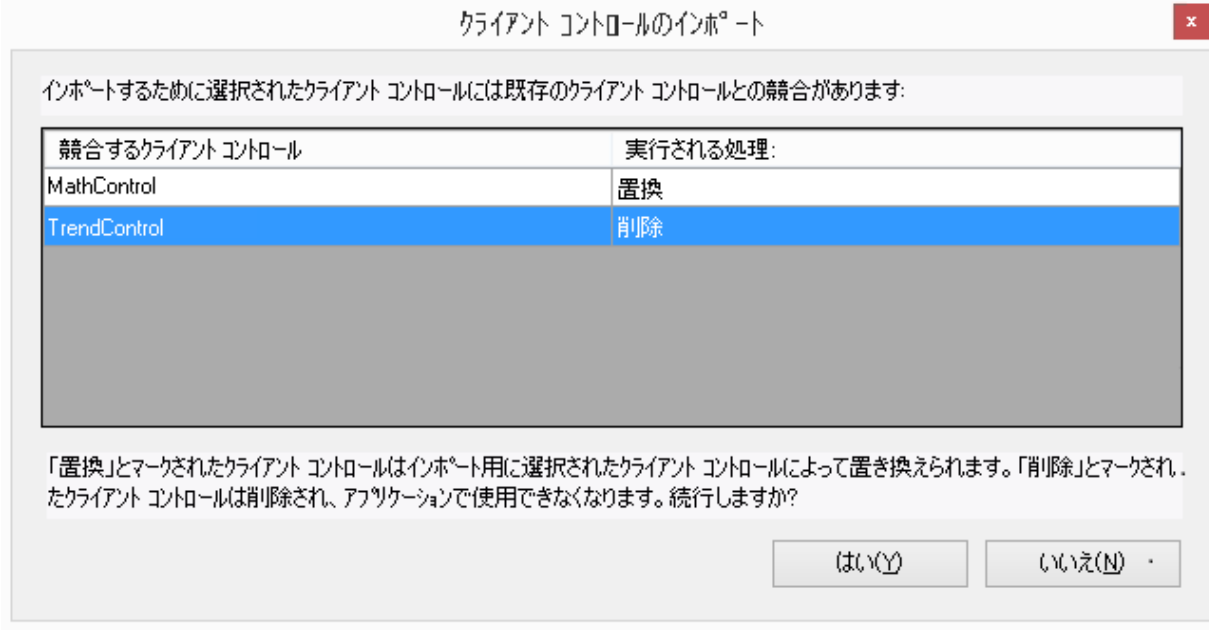 クライアント コントロールのインポート
x
インポートするために選択されたクライアント コントロールには既存のクライアント コントロールとの競合があります:
競合するクライアント コントロール 実行される処理:
MathControl 置換
TrendControl 削除
「置換」とマークされたクライアント コントロールはインポート用に選択されたクライアント コントロールによって置き換えられます。「削除」とマークされ.
たクライアント コントロールは削除され、アプリケーションで使用できなくなります。続行しますか?
はい(Y) いいえ(N)